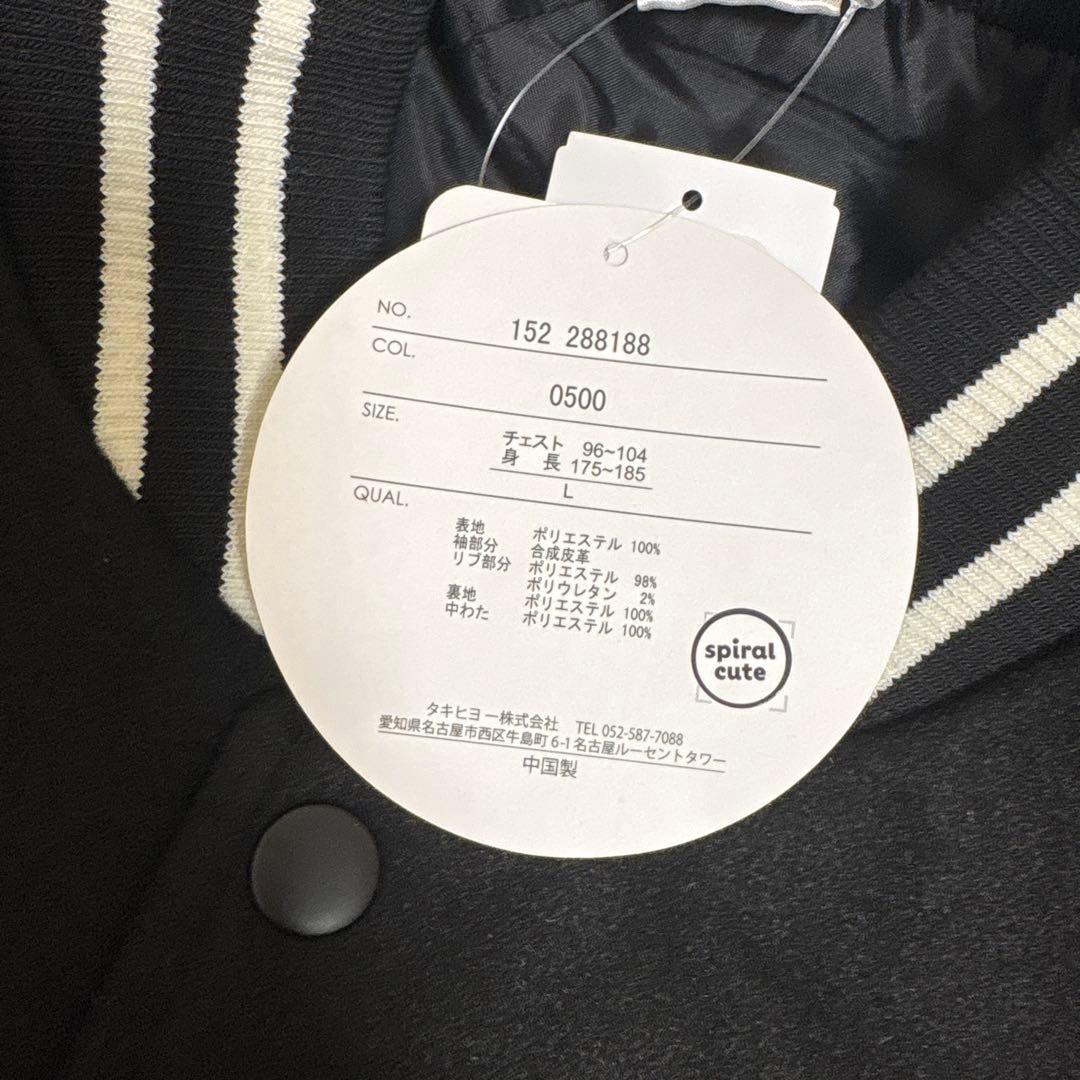 NO. 152 288188
COL. 0500
SIZE. チェスト 96~104
身 長 175~185
L
QUAL. 表地 ポリエステル 100%
袖部分 合成皮革
リブ部分 ポリエステル 98%
ポリウレタン 2%
裏地 ポリエステル 100%
中わた ポリエステル 100%
spiral
cute
タキヒヨー株式会社 TEL 052-587-7088
愛知県名古屋市西区牛島町6-1名古屋ルーセントタワー
中国製